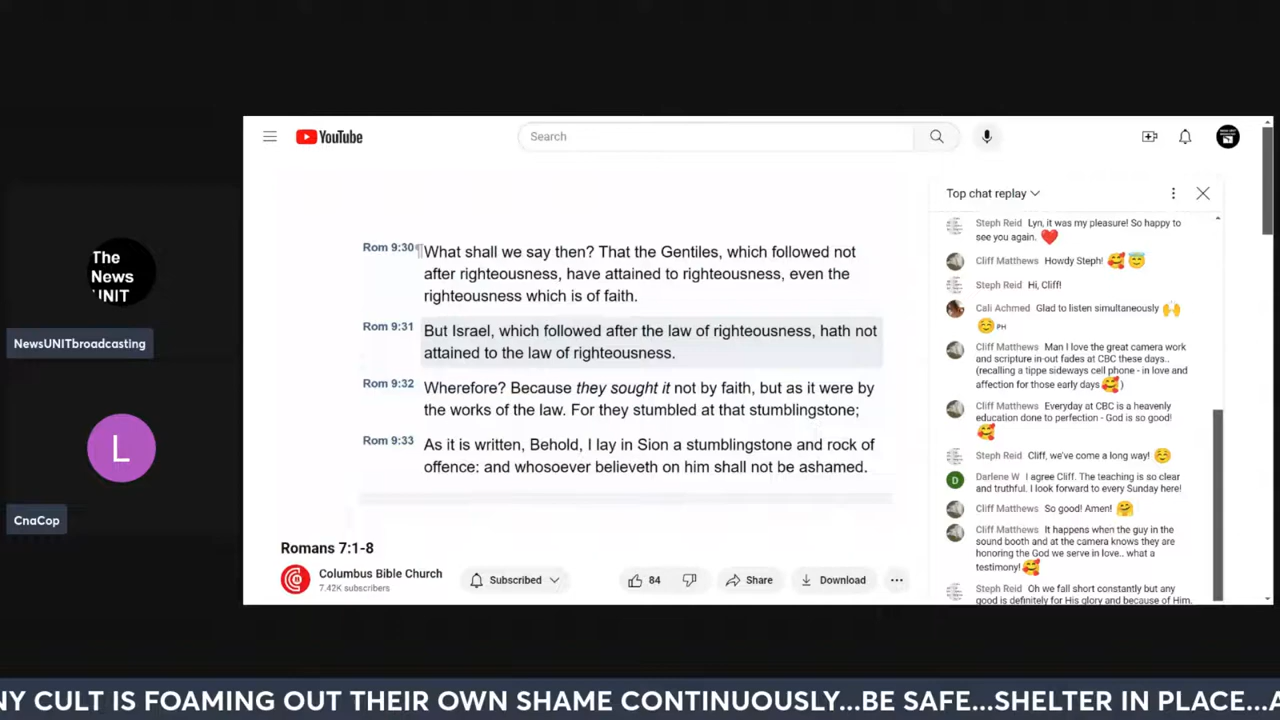 YouTube
Search
Top chat replay
The
News
UNIT
NewsUNITbroadcasting
L
CnaCop
Rom 9:30 ¶What shall we say then? That the Gentiles, which followed not
after righteousness, have attained to righteousness, even the
righteousness which is of faith.
Rom 9:31 But Israel, which followed after the law of righteousness, hath not
attained to the law of righteousness.
Rom 9:32 Wherefore? Because they sought it not by faith, but as it were by
the works of the law. For they stumbled at that stumblingstone;
Rom 9:33 As it is written, Behold, I lay in Sion a stumblingstone and rock of
offence: and whosoever believeth on him shall not be ashamed.
Romans 7:1-8
Columbus Bible Church
7.42K subscribers
Subscribed
84
Share
Download
Steph Reid Lyn, it was my pleasure! So happy to
see you again. ❤️
Cliff Matthews Howdy Steph! 🥰😇
Steph Reid Hi, Cliff!
Cali Achmed Glad to listen simultaneously 🙌
☺️ PH
Cliff Matthews Man I love the great camera work
and scripture in-out fades at CBC these days..
(recalling a tippe sideways cell phone - in love and
affection for those early days🥰)
Cliff Matthews Everyday at CBC is a heavenly
education done to perfection - God is so good!
🥰
Steph Reid Cliff, we've come a long way! ☺️
D
Darlene W I agree Cliff. The teaching is so clear
and truthful. I look forward to every Sunday here!
Cliff Matthews So good! Amen! 🤗
Cliff Matthews It happens when the guy in the
sound booth and at the camera knows they are
honoring the God we serve in love.. what a
testimony!🥰
Steph Reid Oh we fall short constantly but any
good is definitely for His glory and because of Him.
NY CULT IS FOAMING OUT THEIR OWN SHAME CONTINUOUSLY...BE SAFE...SHELTER IN PLACE...A